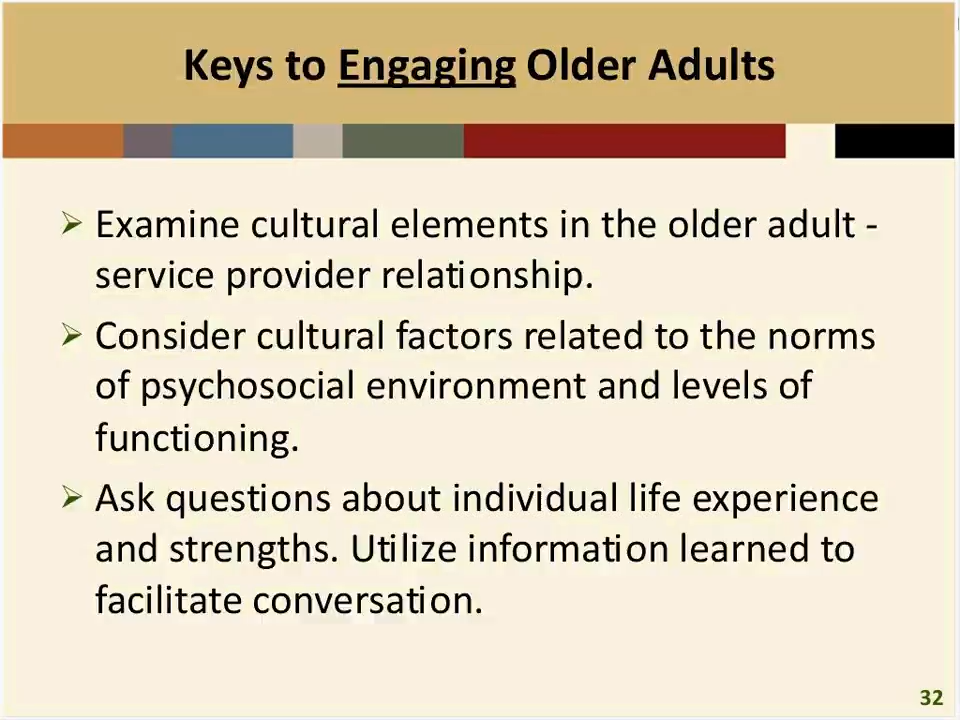 Keys to Engaging Older Adults
Examine cultural elements in the older adult -
service provider relationship.
Consider cultural factors related to the norms
of psychosocial environment and levels of
functioning.
Ask questions about individual life experience
and strengths. Utilize information learned to
facilitate conversation.
32